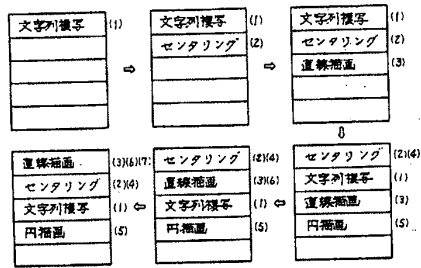 文字列複写 (1)
文字列複写 (1)
センタリング (2)
文字列複写 (1)
センタリング (2)
直線描画 (3)
センタリング (2)(4)
文字列複写 (1)
直線描画 (3)
円描画 (5)
センタリング (2)(4)
直線描画 (3)(6)
文字列複写 (1)
円描画 (5)
直線描画 (3)(6)(7)
センタリング (2)(4)
文字列複写 (1)
円描画 (5)